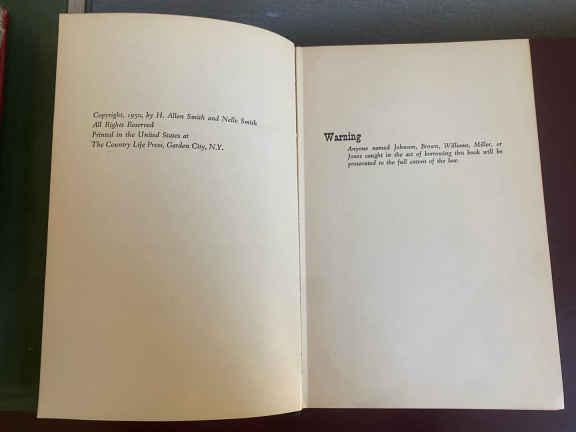 Copyright, 1950, by H. Allen Smith and Nelle Smith
All Rights Reserved
Printed in the United States at
The Country Life Press, Garden City, N.Y.
Warning
Anyone named Johnson, Brown, Williams, Miller, or
Jones caught in the act of borrowing this book will be
prosecuted to the full extent of the law.